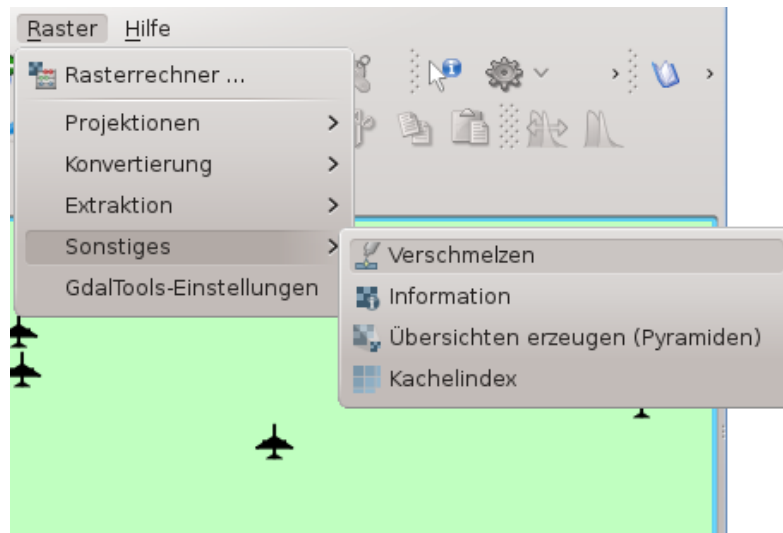 Raster Hilfe
Rasterrechner ...
Projektionen
Konvertierung
Extraktion
Sonstiges
GdalTools-Einstellungen
Verschmelzen
Information
Übersichten erzeugen (Pyramiden)
Kachelindex